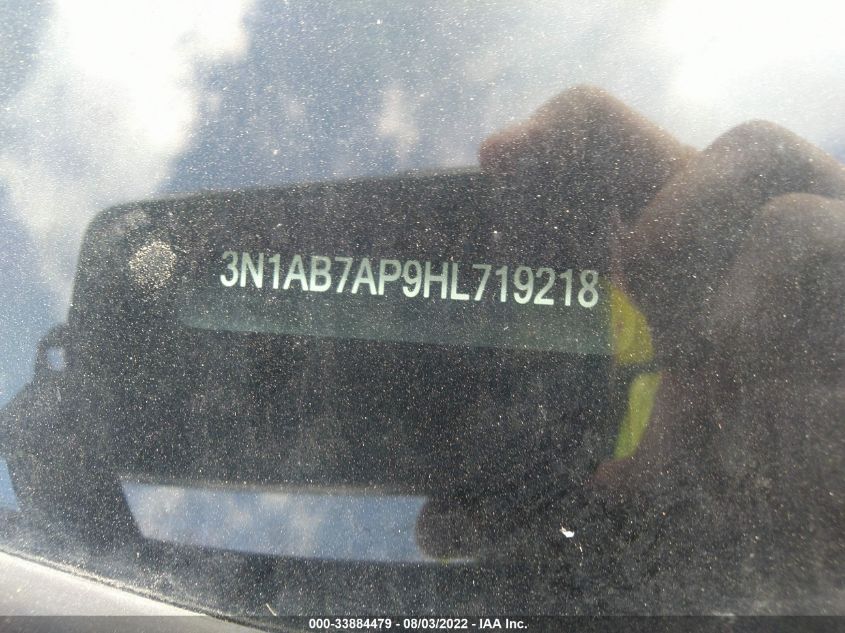 3N1AB7AP9HL719218
000-33884479 - 08/03/2022 - IAA Inc.